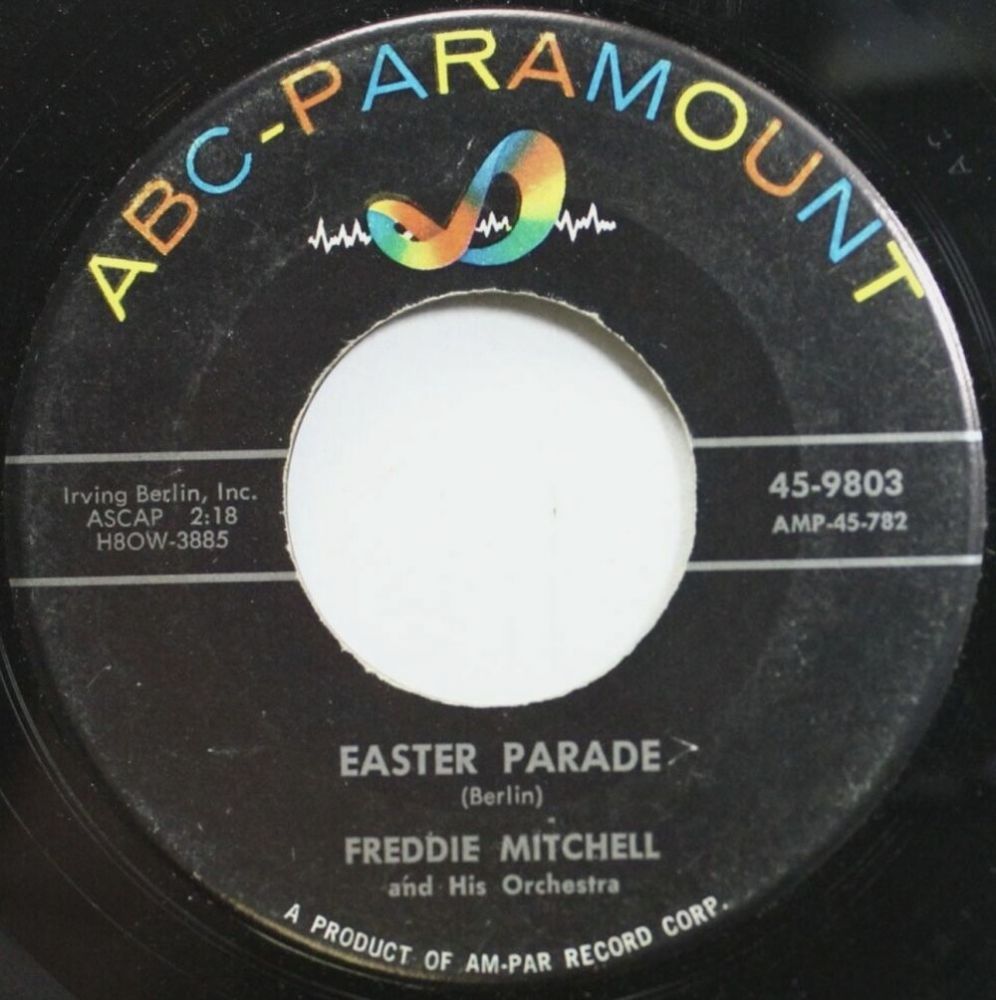 ABC-PARAMOUNT
Irving Berlin, Inc.
ASCAP 2:18
H8OW-3885
45-9803
AMP-45-782
EASTER PARADE
(Berlin)
FREDDIE MITCHELL
and His Orchestra
A PRODUCT OF AM-PAR RECORD CORP.